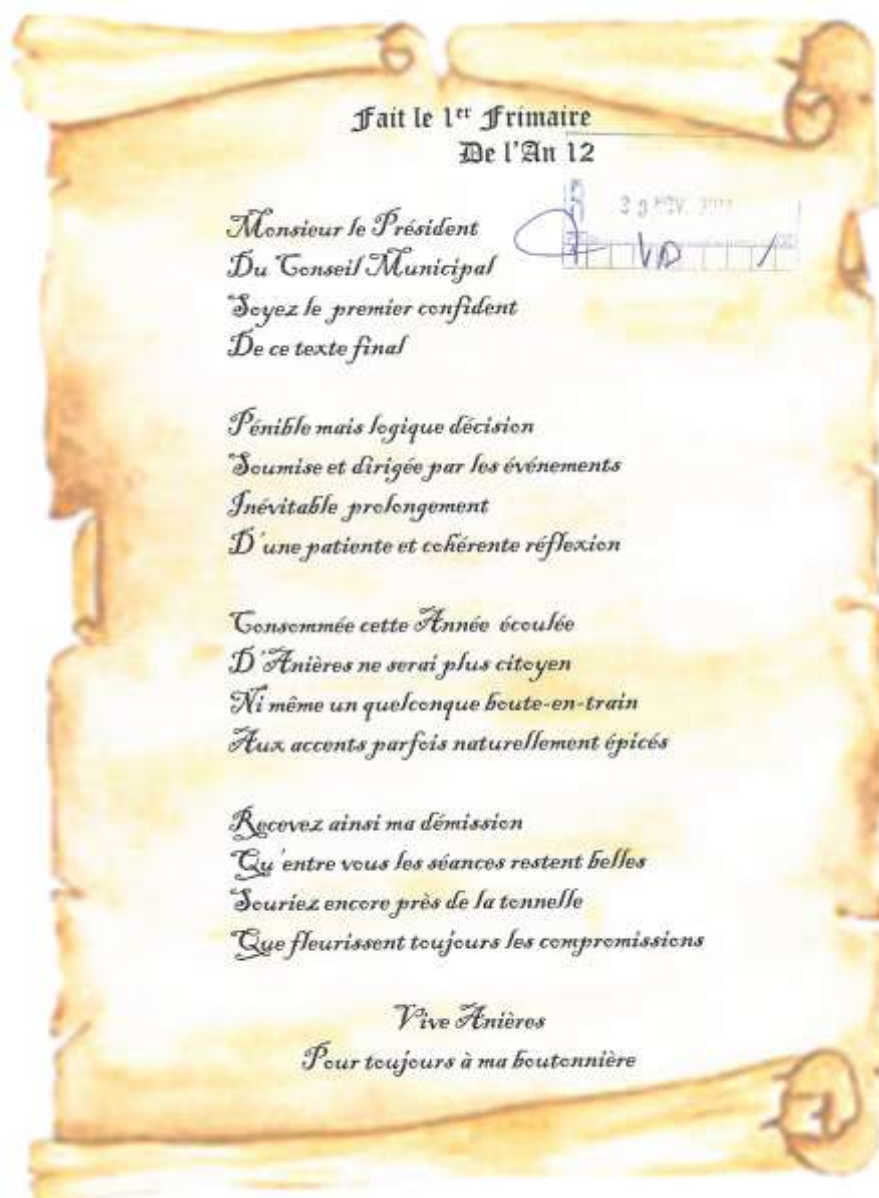 Fait le 1er Frimaire
De l'An 12
Monsieur le Président
Du Conseil Municipal
Soyez le premier confident
De ce texte final
Pénible mais logique décision
Soumise et dirigée par les événements
Inévitable prolongement
D'une patiente et cohérente réflexion
Consommée cette Année écoulée
D'Anières ne serai plus citoyen
Ni même un quelconque boute-en-train
Aux accents parfois naturellement épicés
Recevez ainsi ma démission
Qu'entre vous les séances restent belles
Souriez encore près de la tonnelle
Que fleurissent toujours les compromissions
Vive Anières
Pour toujours à ma boutonnière